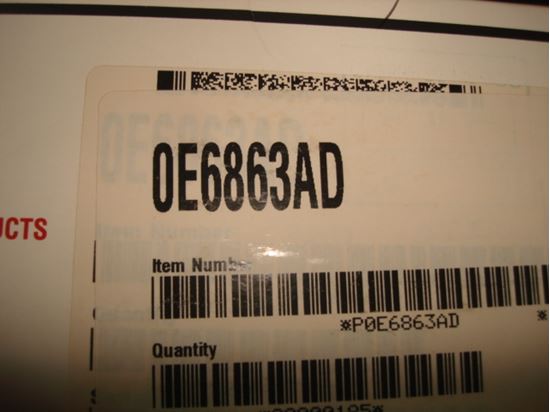 0E6863AD
UCTS
Item Number
*P0E6863AD *
Quantity